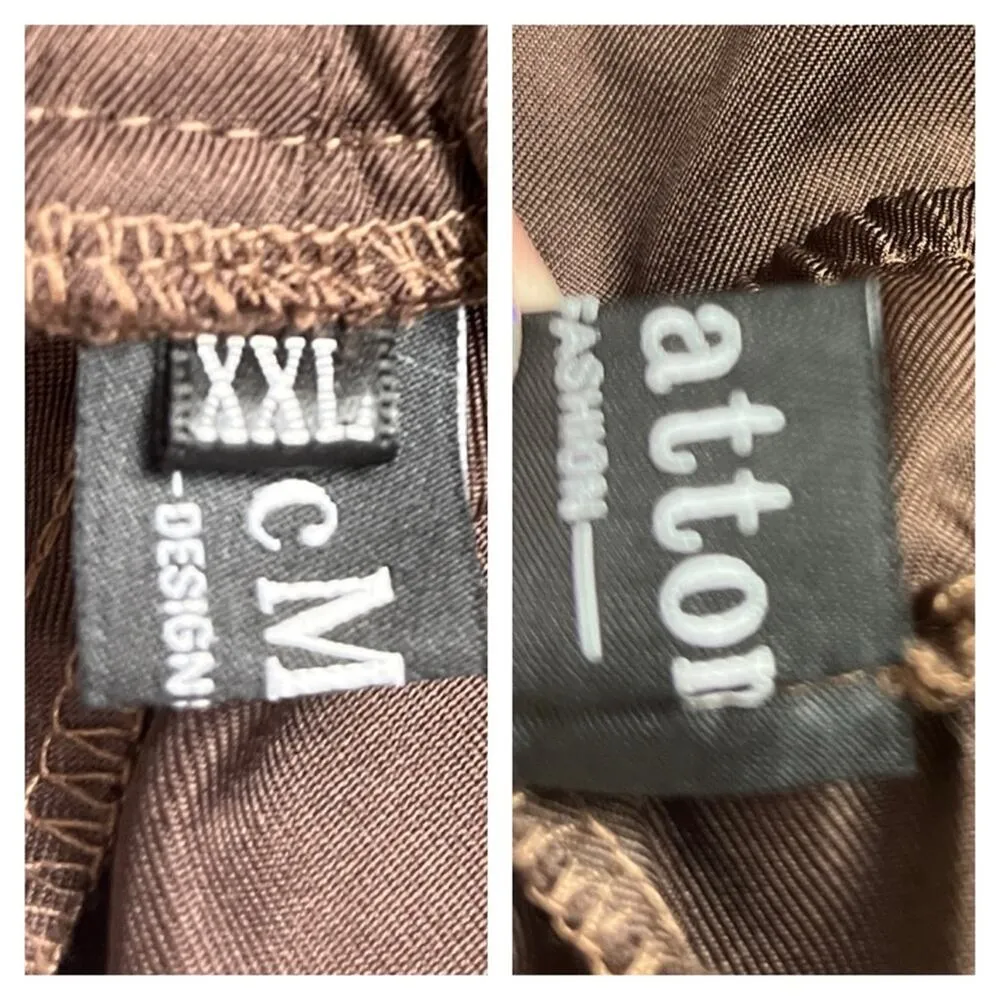 XXL
cM
-DESIGN
atton
FASHION